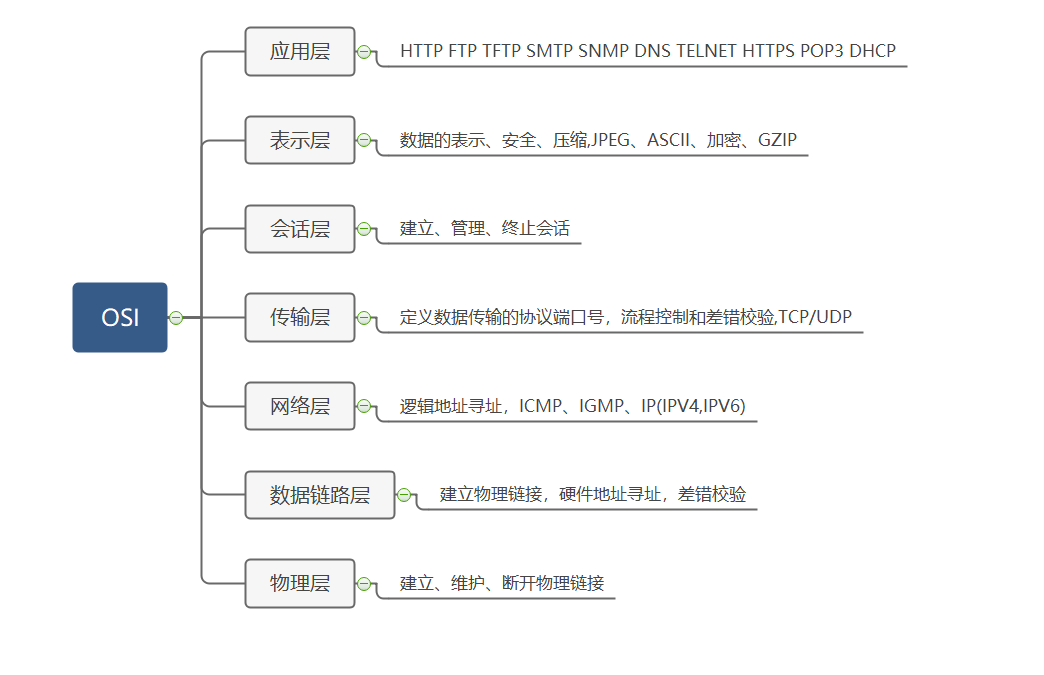 应用层
HTTP FTP TFTP SMTP SNMP DNS TELNET HTTPS POP3 DHCP
表示层
数据的表示、安全、压缩,JPEG、ASCII、加密、GZIP
会话层
建立、管理、终止会话
OSI
传输层
定义数据传输的协议端口号，流程控制和差错校验,TCP/UDP
网络层
逻辑地址寻址，ICMP、IGMP、IP(IPV4,IPV6)
数据链路层
建立物理链接，硬件地址寻址，差错校验
物理层
建立、维护、断开物理链接